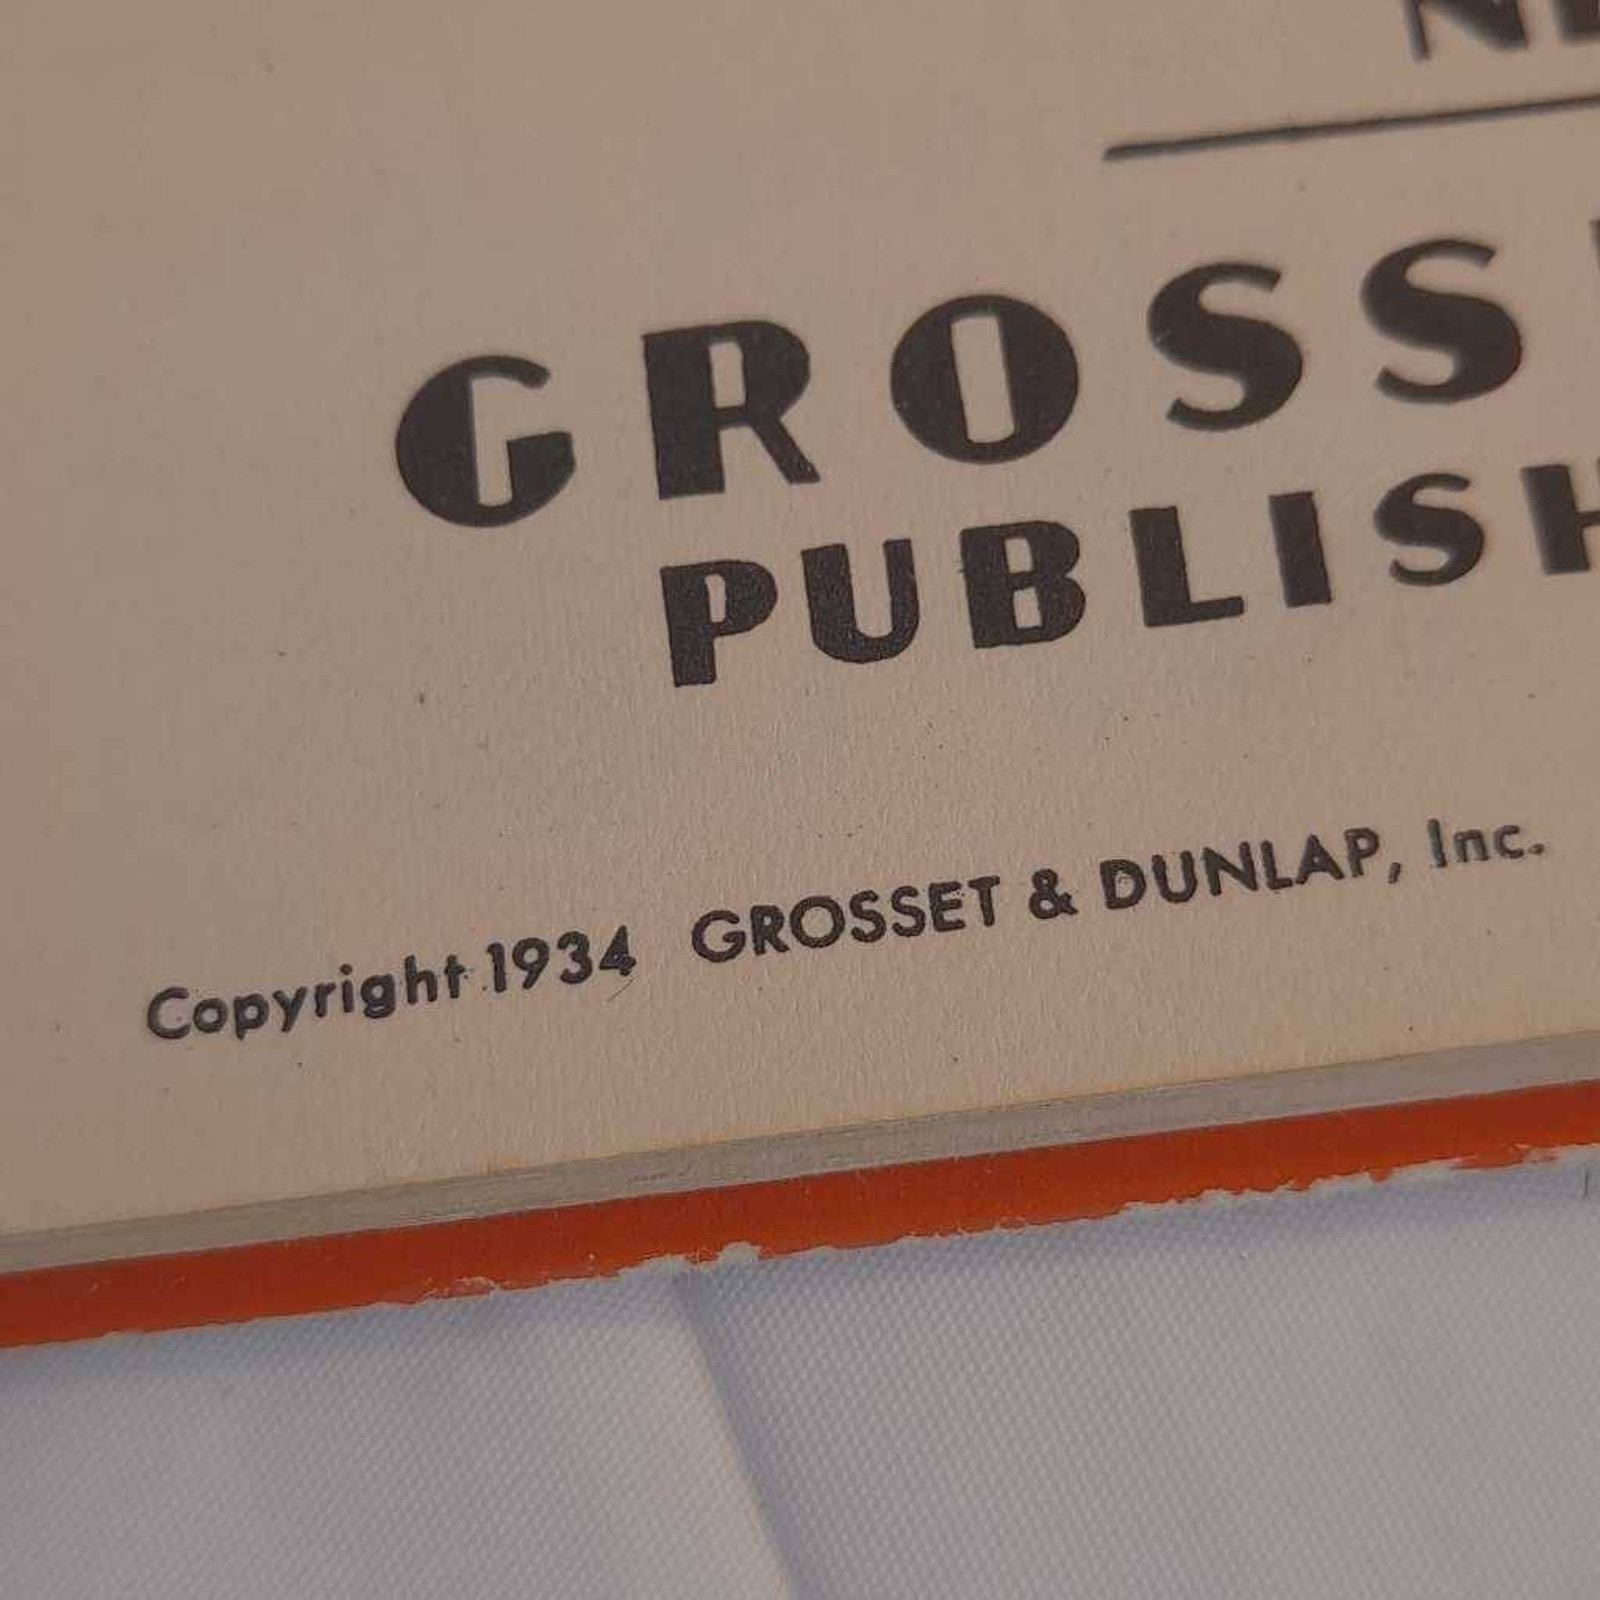 GROSS
PUBLISH
Copyright 1934 GROSSET & DUNLAP, Inc.